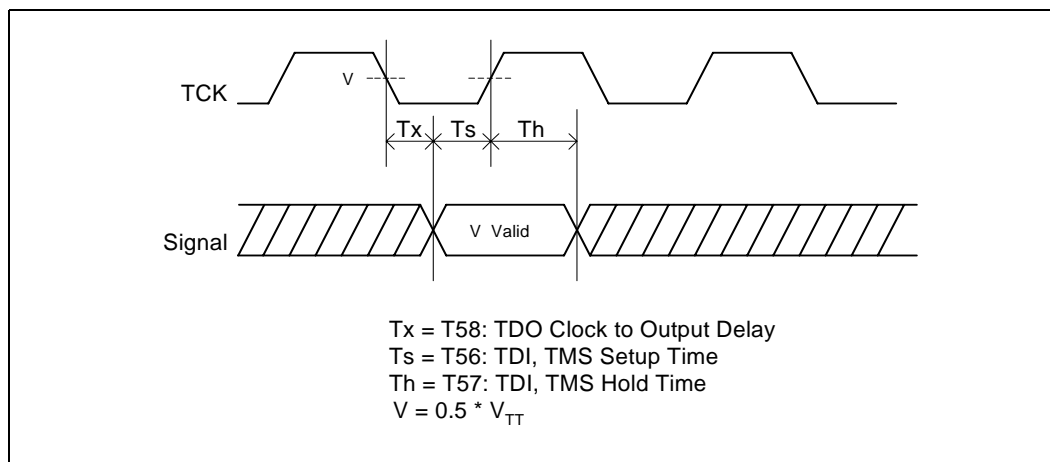 V
TCK
Tx Ts Th
Signal
V Valid
Tx = T58: TDO Clock to Output Delay
Ts = T56: TDI, TMS Setup Time
Th = T57: TDI, TMS Hold Time
V = 0.5 * VTT